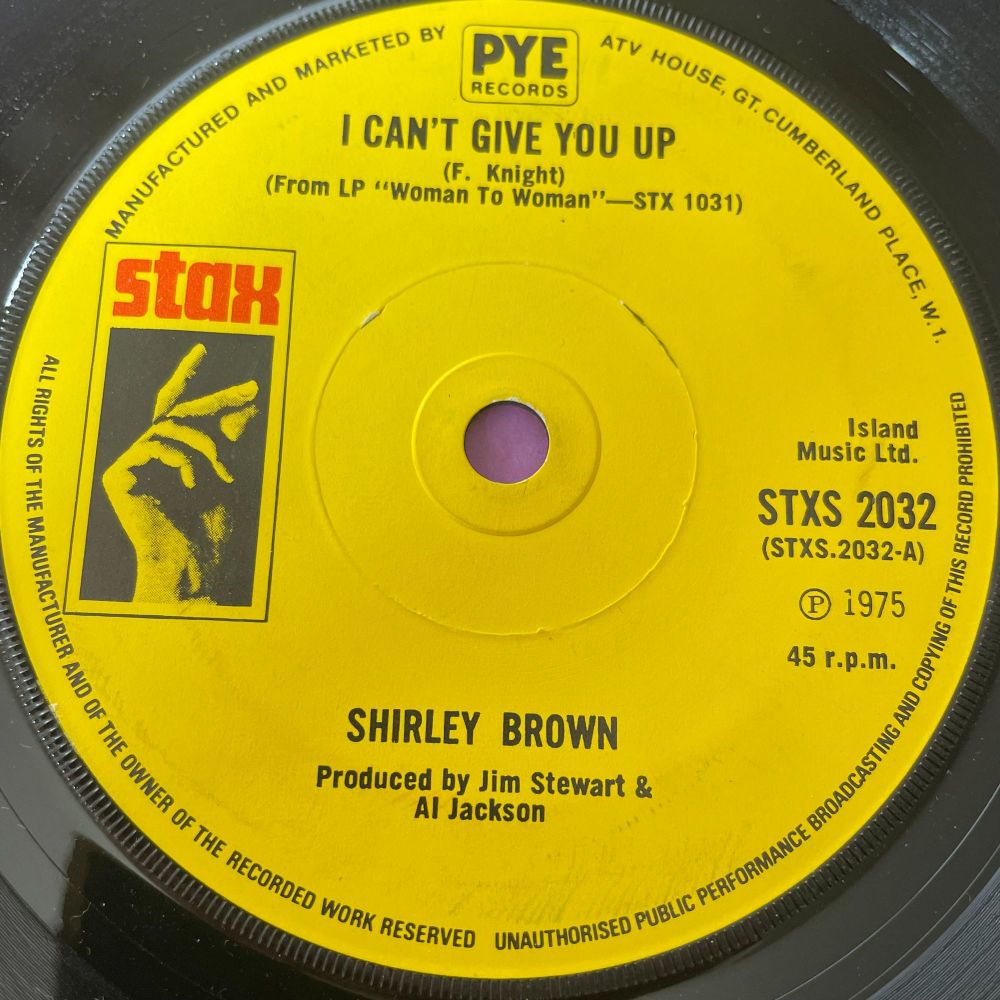 MANUFACTURED AND MARKETED BY
PYE
RECORDS
ATV HOUSE, GT. CUMBERLAND PLACE, W.1.
I CAN'T GIVE YOU UP
(F. Knight)
(From LP "Woman To Woman"—STX 1031)
stax
Island
Music Ltd.
STXS 2032
(STXS.2032-A)
Ⓟ 1975
45 r.p.m.
SHIRLEY BROWN
Produced by Jim Stewart &
Al Jackson
ALL RIGHTS OF THE MANUFACTURER AND OF THE OWNER OF THE RECORDED WORK RESERVED
UNAUTHORISED PUBLIC PERFORMANCE BROADCASTING AND COPYING OF THIS RECORD PROHIBITED